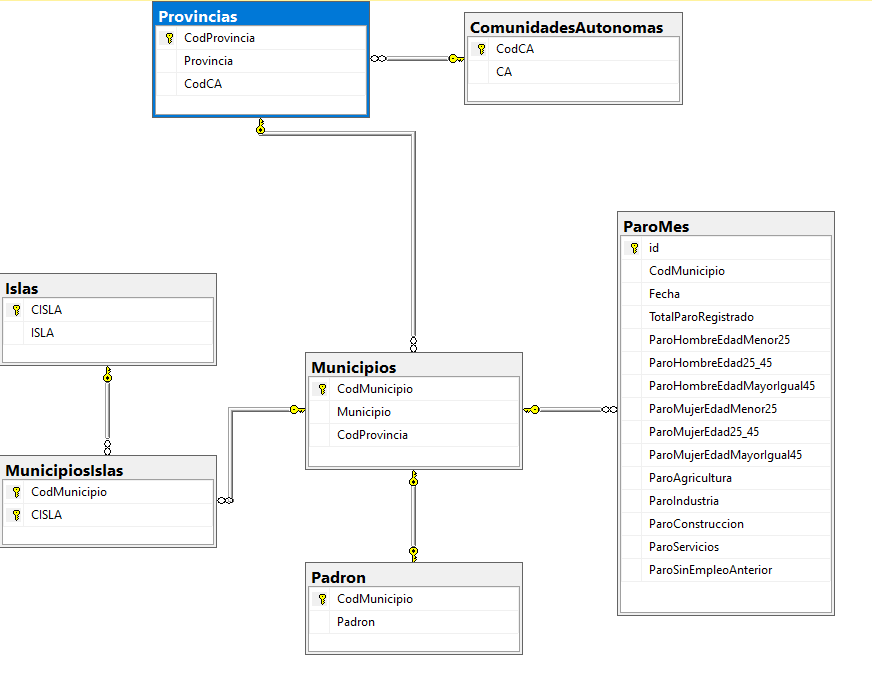 Provincias
CodProvincia
Provincia
CodCA
ComunidadesAutonomas
CodCA
CA
Islas
CISLA
ISLA
MunicipiosIslas
CodMunicipio
CISLA
Municipios
CodMunicipio
Municipio
CodProvincia
Padron
CodMunicipio
Padron
ParoMes
id
CodMunicipio
Fecha
TotalParoRegistrado
ParoHombreEdadMenor25
ParoHombreEdad25_45
ParoHombreEdadMayorIgual45
ParoMujerEdadMenor25
ParoMujerEdad25_45
ParoMujerEdadMayorIgual45
ParoAgricultura
ParoIndustria
ParoConstruccion
ParoServicios
ParoSinEmpleoAnterior